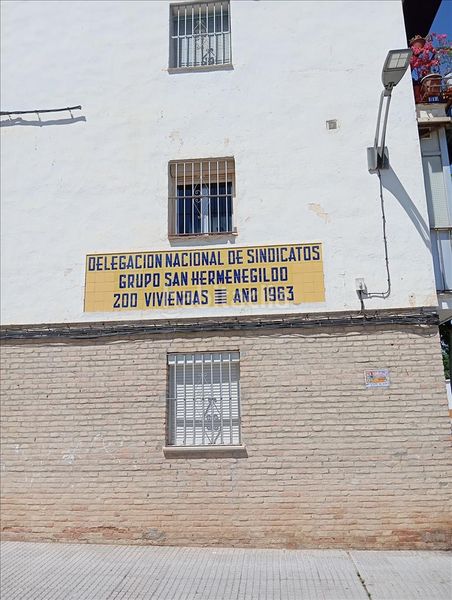 DELEGACION NACIONAL DE SINDICATOS
GRUPO SAN HERMENEGILDO
200 VIVIENDAS AÑO 1963